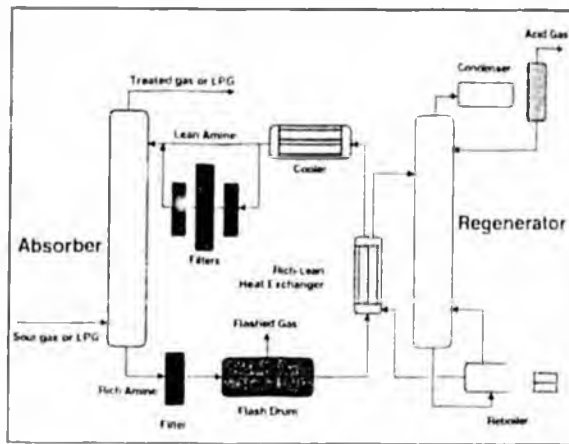 Acid Gas
Condenser
Treated gas or LPG
Lean Amine
Cooler
Absorber
Regenerator
Filters
Rich-Lean
Heat Exchanger
Flashed Gas
Sour gas or LPG
Rich Amine
Filter
Flash Drum
Reboiler